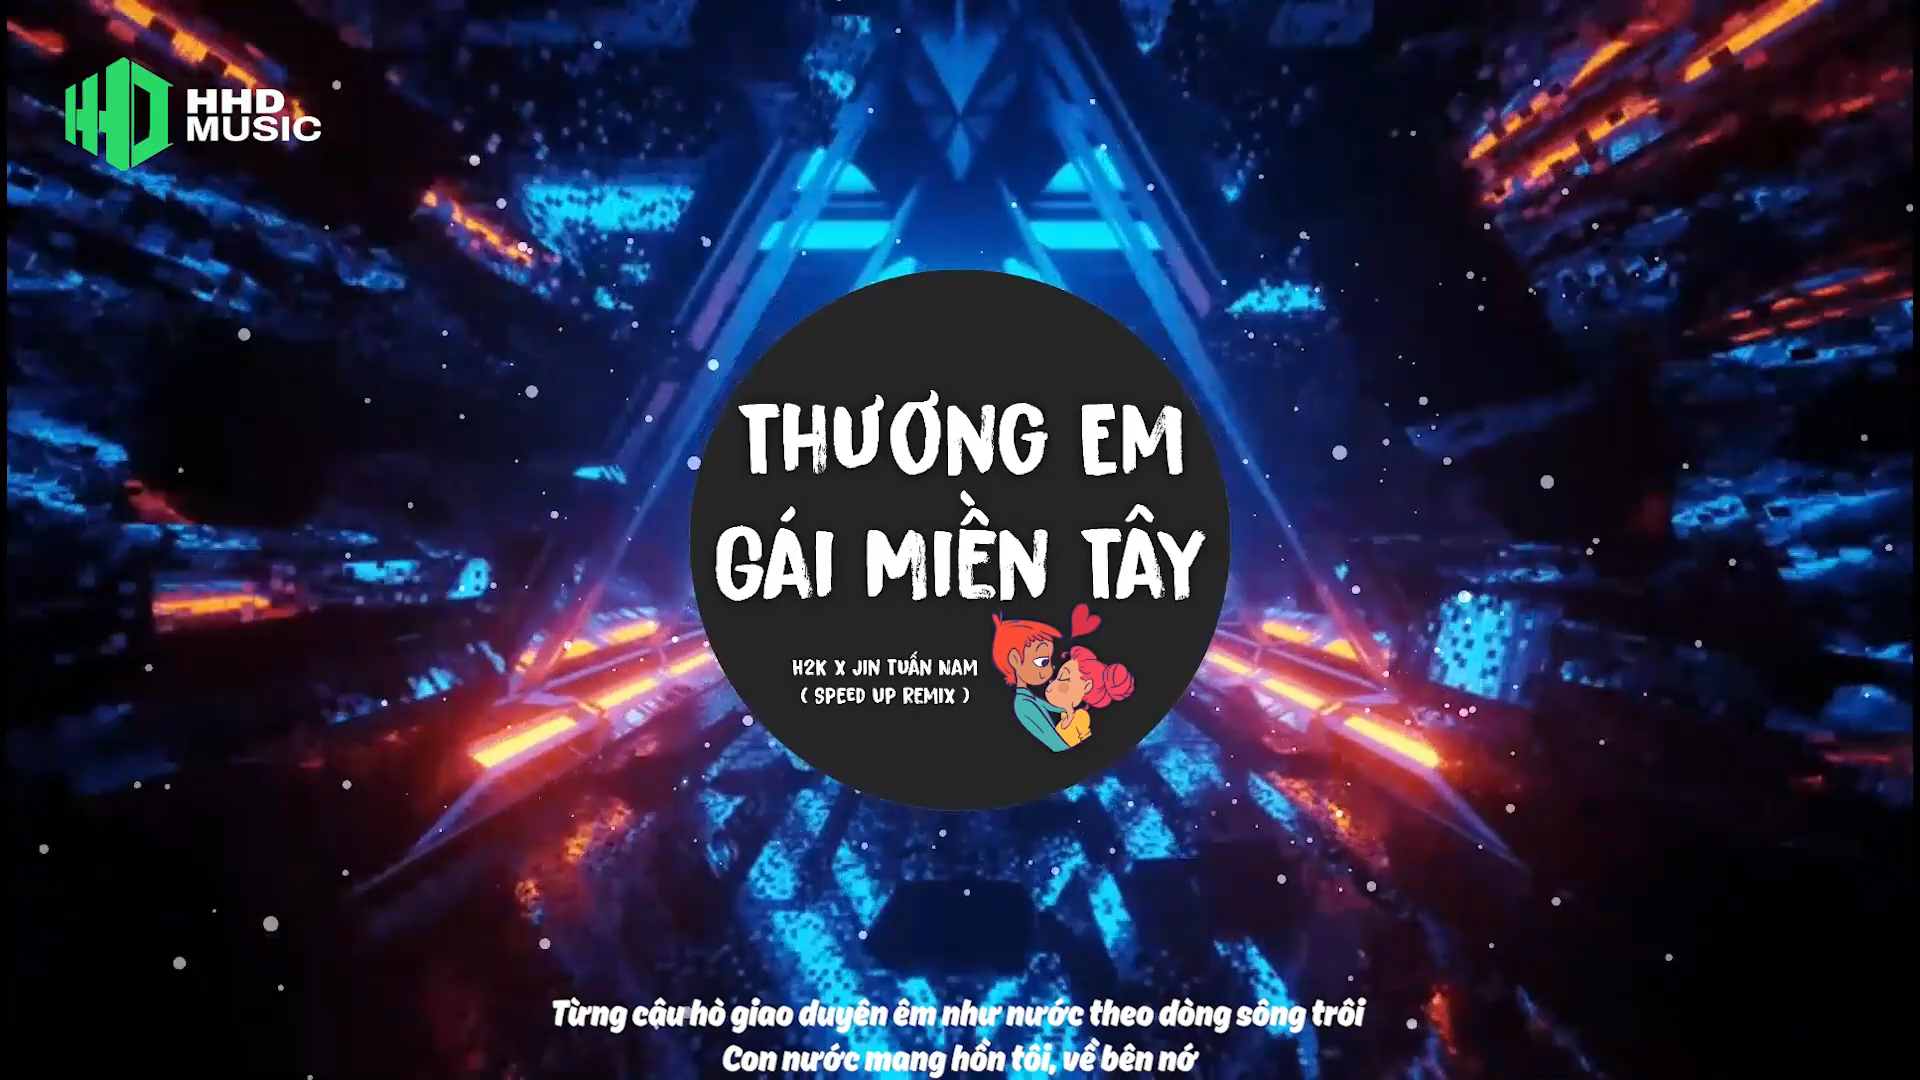 HHD
MUSIC
THƯƠNG EM
GÁI MIỀN TÂY
H2K X JIN TUẤN NAM
( SPEED UP REMIX )
Từng câu hò giao duyên êm như nước theo dòng sông trôi
Con nước mang hồn tôi, về bên nớ